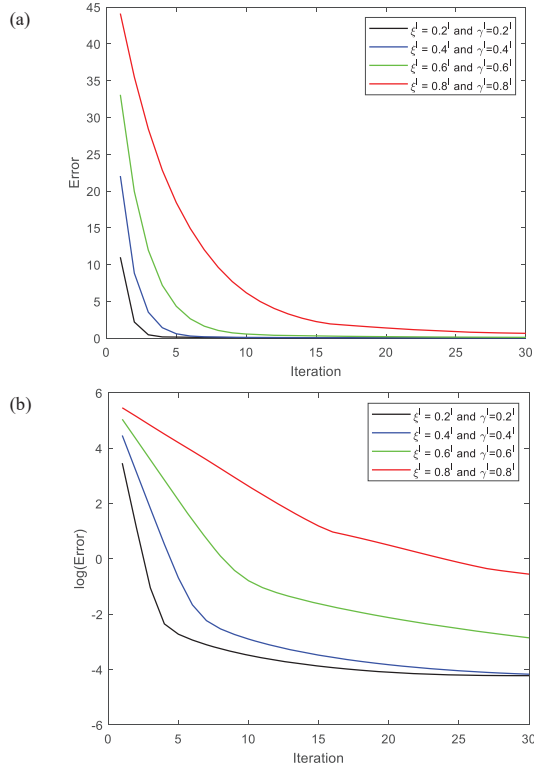 (a)
45
40
35
30
25
20
15
10
5
0
Error
ξᴵ = 0.2ᴵ and γᴵ=0.2ᴵ
ξᴵ = 0.4ᴵ and γᴵ=0.4ᴵ
ξᴵ = 0.6ᴵ and γᴵ=0.6ᴵ
ξᴵ = 0.8ᴵ and γᴵ=0.8ᴵ
0 5 10 15 20 25 30
Iteration
(b)
6
4
2
0
-2
-4
-6
log(Error)
ξᴵ = 0.2ᴵ and γᴵ=0.2ᴵ
ξᴵ = 0.4ᴵ and γᴵ=0.4ᴵ
ξᴵ = 0.6ᴵ and γᴵ=0.6ᴵ
ξᴵ = 0.8ᴵ and γᴵ=0.8ᴵ
0 5 10 15 20 25 30
Iteration